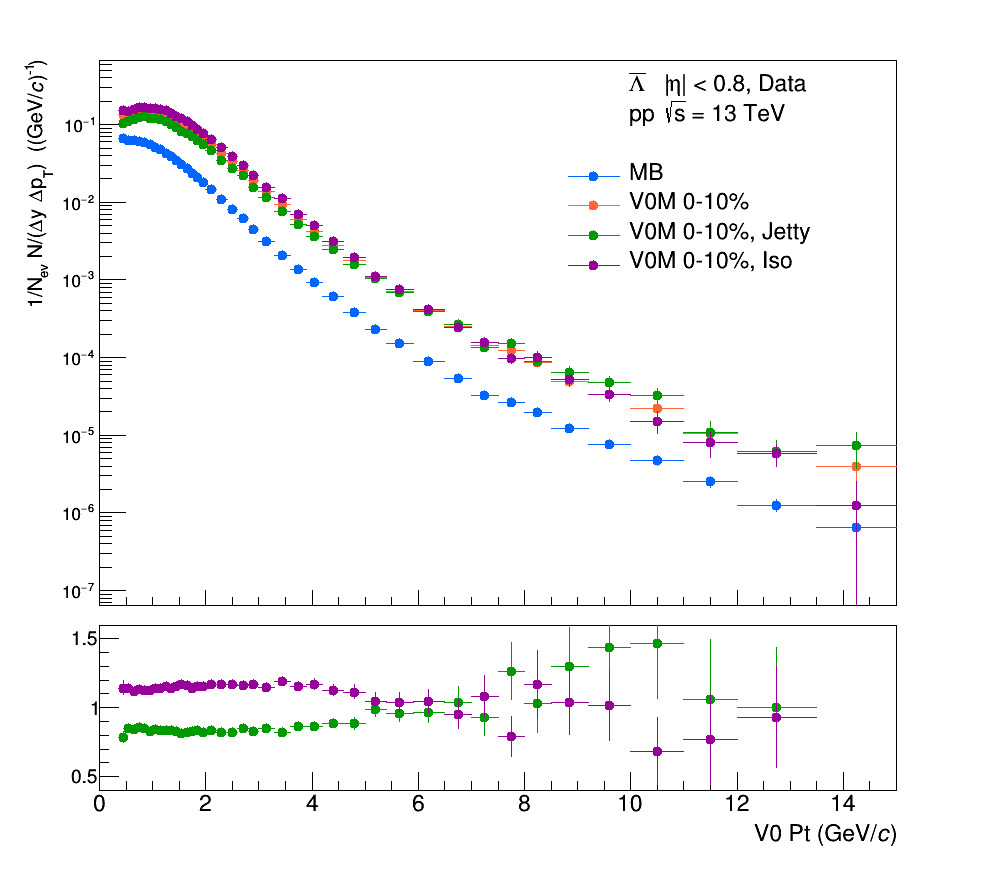 Λ̅ |η| < 0.8, Data
pp √s = 13 TeV
MB
V0M 0-10%
V0M 0-10%, Jetty
V0M 0-10%, Iso
1/N_ev N/(Δy Δp_T) ((GeV/c)⁻¹)
10⁻¹
10⁻²
10⁻³
10⁻⁴
10⁻⁵
10⁻⁶
10⁻⁷
1.5
1
0.5
0 2 4 6 8 10 12 14
V0 Pt (GeV/c)